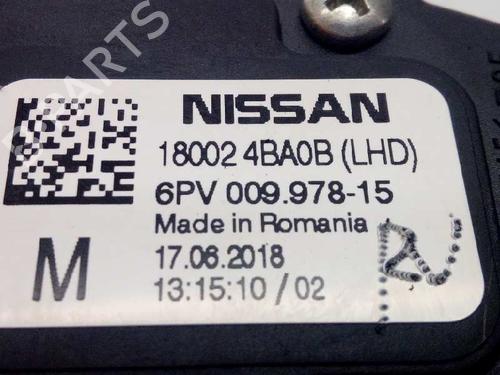 NISSAN
18002 4BA0B (LHD)
6PV 009.978-15
Made in Romania
17.06.2018
13:15:10 / 02
M